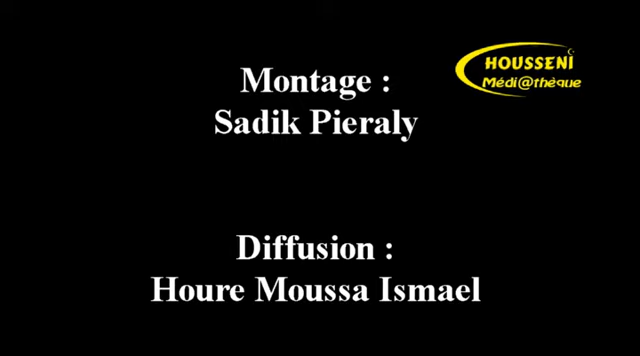 HOUSSENI
Médi@thèque
Montage :
Sadik Pieraly
Diffusion :
Houre Moussa Ismael